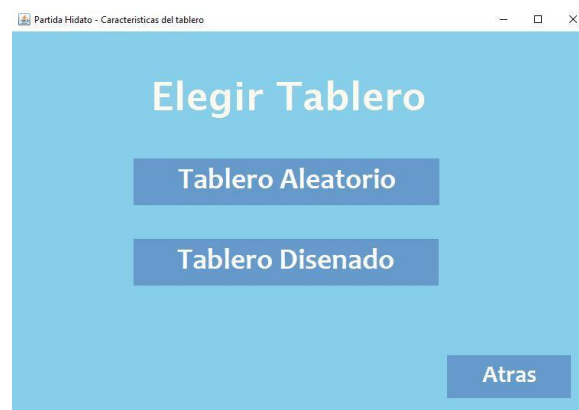 Partida Hidato - Caracteristicas del tablero
Elegir Tablero
Tablero Aleatorio
Tablero Disenado
Atras